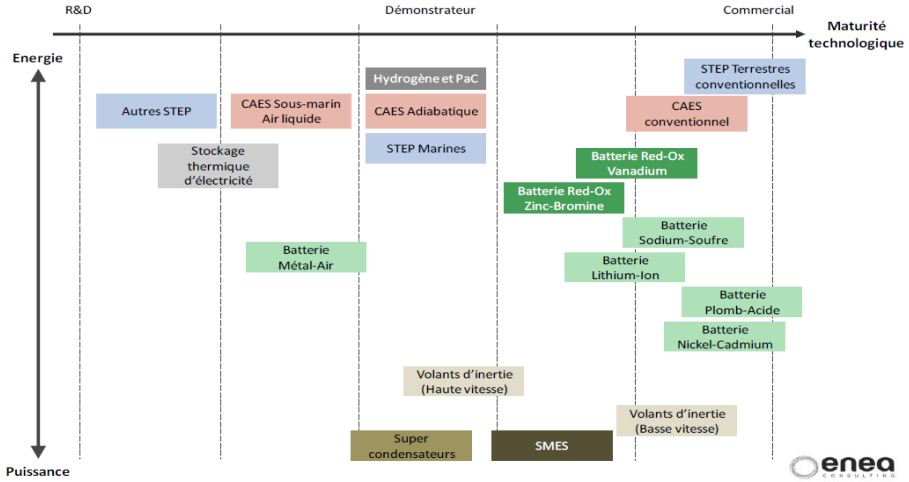 R&D
Démonstrateur
Commercial
Maturité
technologique
Energie
STEP Terrestres
conventionnelles
Hydrogène et PaC
Autres STEP
CAES Sous-marin
Air liquide
CAES Adiabatique
CAES
conventionnel
STEP Marines
Stockage
thermique
d'électricité
Batterie Red-Ox
Vanadium
Batterie Red-Ox
Zinc-Bromine
Batterie
Sodium-Soufre
Batterie
Métal-Air
Batterie
Lithium-Ion
Batterie
Plomb-Acide
Batterie
Nickel-Cadmium
Volants d'inertie
(Haute vitesse)
Volants d'inertie
(Basse vitesse)
Super
condensateurs
SMES
Puissance
enea
CONSULTING